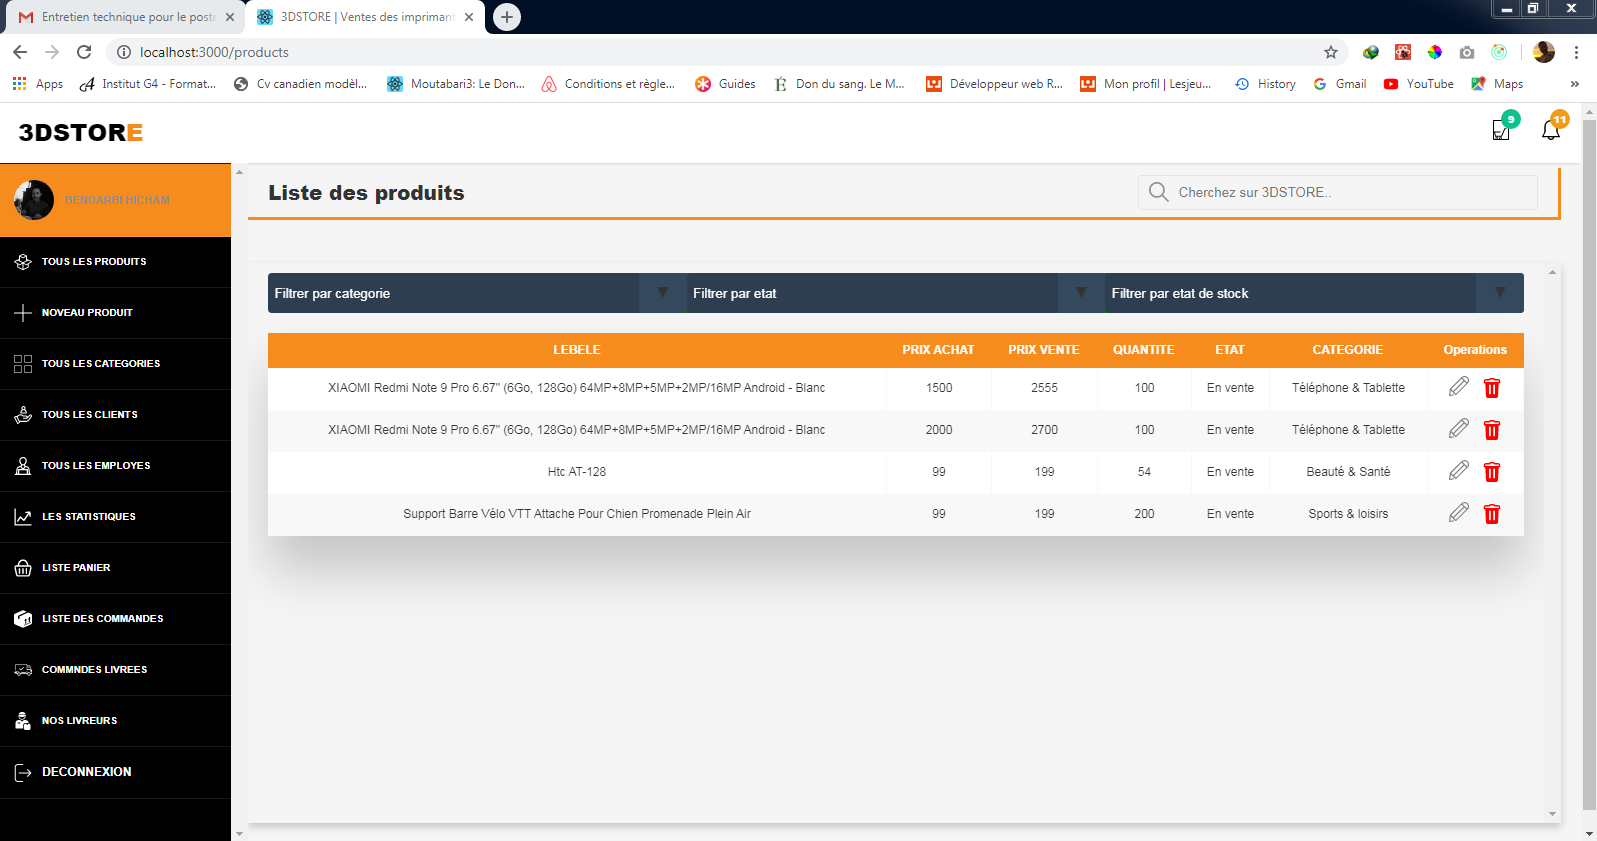 Entretien technique pour le poste
3DSTORE | Ventes des imprimant
localhost:3000/products
Apps
Institut G4 - Format...
Cv canadien modèl...
Moutabari3: Le Don...
Conditions et règle...
Guides
Don du sang. Le M...
Développeur web R...
Mon profil | Lesjeu...
History
Gmail
YouTube
Maps
»
3DSTORE
9
11
BENDARBI HICHAM
Liste des produits
Cherchez sur 3DSTORE..
TOUS LES PRODUITS
NOVEAU PRODUIT
TOUS LES CATEGORIES
TOUS LES CLIENTS
TOUS LES EMPLOYES
LES STATISTIQUES
LISTE PANIER
LISTE DES COMMANDES
COMMNDES LIVREES
NOS LIVREURS
DECONNEXION
Filtrer par categorie
Filtrer par etat
Filtrer par etat de stock
LEBELE PRIX ACHAT PRIX VENTE QUANTITE ETAT CATEGORIE Operations
XIAOMI Redmi Note 9 Pro 6.67" (6Go, 128Go) 64MP+8MP+5MP+2MP/16MP Android - Blanc 1500 2555 100 En vente Téléphone & Tablette
XIAOMI Redmi Note 9 Pro 6.67" (6Go, 128Go) 64MP+8MP+5MP+2MP/16MP Android - Blanc 2000 2700 100 En vente Téléphone & Tablette
Htc AT-128 99 199 54 En vente Beauté & Santé
Support Barre Vélo VTT Attache Pour Chien Promenade Plein Air 99 199 200 En vente Sports & loisirs